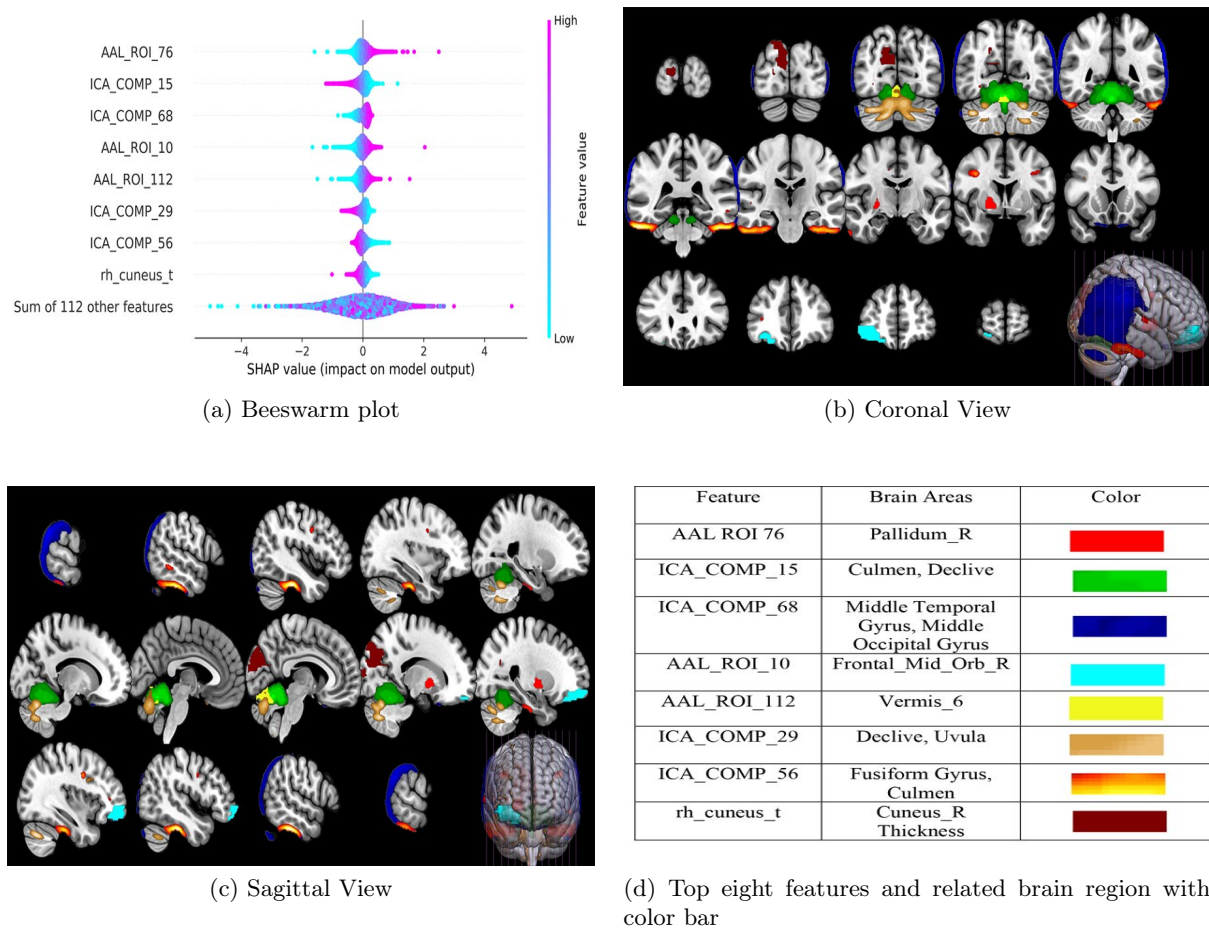 High
AAL_ROI_76
ICA_COMP_15
ICA_COMP_68
AAL_ROI_10
AAL_ROI_112
ICA_COMP_29
ICA_COMP_56
rh_cuneus_t
Sum of 112 other features
Feature value
Low
−4 −2 0 2 4
SHAP value (impact on model output)
(a) Beeswarm plot
(b) Coronal View
(c) Sagittal View
Feature Brain Areas Color
AAL ROI 76 Pallidum_R
ICA_COMP_15 Culmen, Declive
ICA_COMP_68 Middle Temporal
Gyrus, Middle
Occipital Gyrus
AAL_ROI_10 Frontal_Mid_Orb_R
AAL_ROI_112 Vermis_6
ICA_COMP_29 Declive, Uvula
ICA_COMP_56 Fusiform Gyrus,
Culmen
rh_cuneus_t Cuneus_R
Thickness
(d) Top eight features and related brain region with
color bar